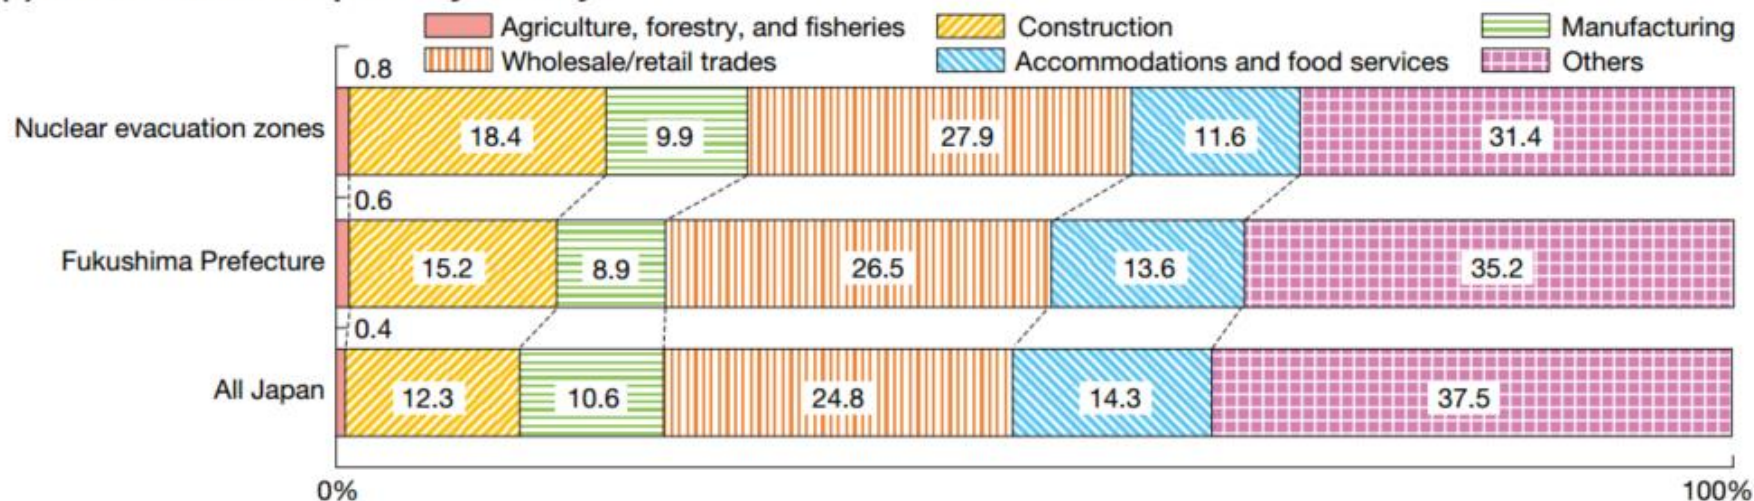 Agriculture, forestry, and fisheries Construction Manufacturing
Wholesale/retail trades Accommodations and food services Others
0.8
Nuclear evacuation zones 18.4 9.9 27.9 11.6 31.4
0.6
Fukushima Prefecture 15.2 8.9 26.5 13.6 35.2
0.4
All Japan 12.3 10.6 24.8 14.3 37.5
0% 100%